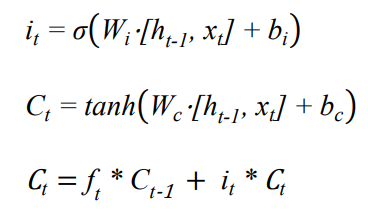 i_t = σ(W_i·[h_{t-1}, x_t] + b_i)
C_t = tanh(W_c·[h_{t-1}, x_t] + b_c)
C_t = f_t * C_{t-1} + i_t * C_t